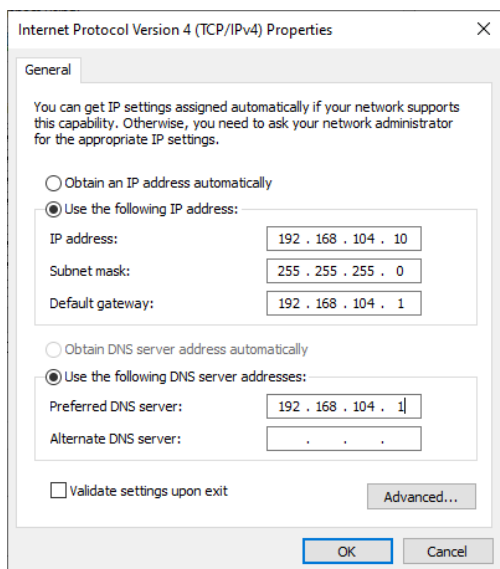 Internet Protocol Version 4 (TCP/IPv4) Properties
General
You can get IP settings assigned automatically if your network supports
this capability. Otherwise, you need to ask your network administrator
for the appropriate IP settings.
Obtain an IP address automatically
Use the following IP address:
IP address: 192 . 168 . 104 . 10
Subnet mask: 255 . 255 . 255 . 0
Default gateway: 192 . 168 . 104 . 1
Obtain DNS server address automatically
Use the following DNS server addresses:
Preferred DNS server: 192 . 168 . 104 . 1
Alternate DNS server: . . .
Validate settings upon exit
Advanced...
OK Cancel